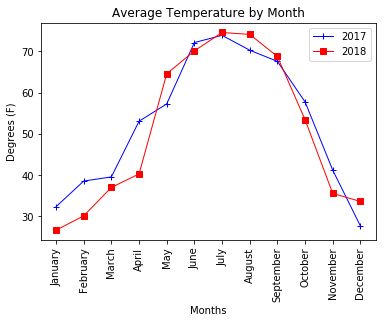 Average Temperature by Month
2017
2018
Degrees (F)
70
60
50
40
30
January
February
March
April
May
June
July
August
September
October
November
December
Months